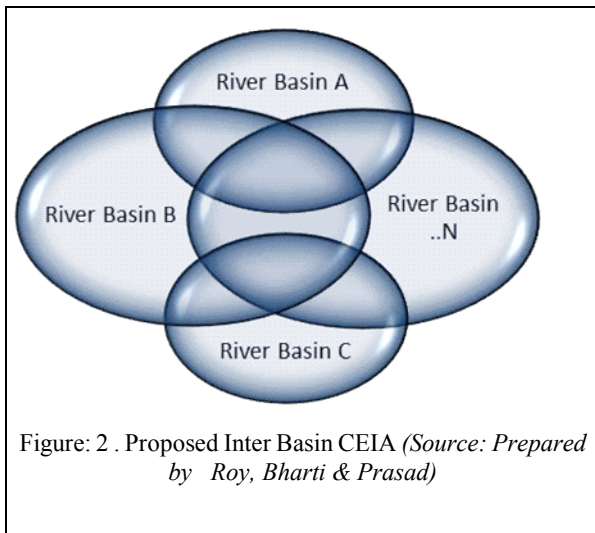 River Basin A
River Basin B
River Basin
..N
River Basin C
Figure: 2 . Proposed Inter Basin CEIA (Source: Prepared
by Roy, Bharti & Prasad)